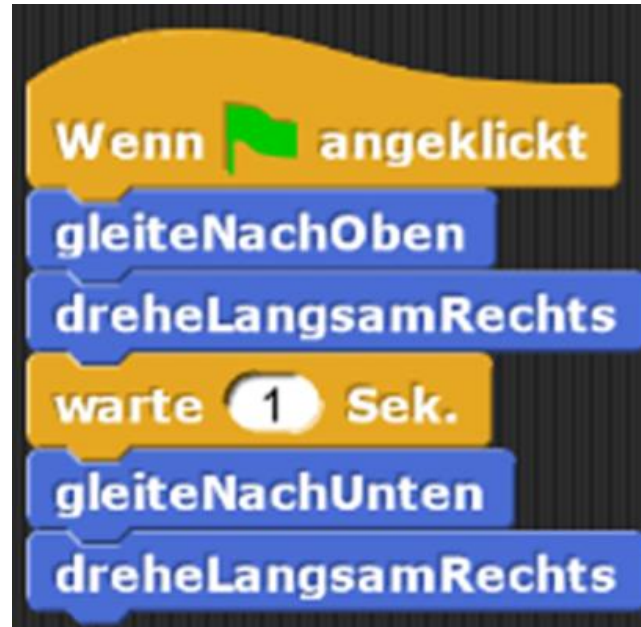 Wenn angeklickt
gleiteNachOben
dreheLangsamRechts
warte 1 Sek.
gleiteNachUnten
dreheLangsamRechts